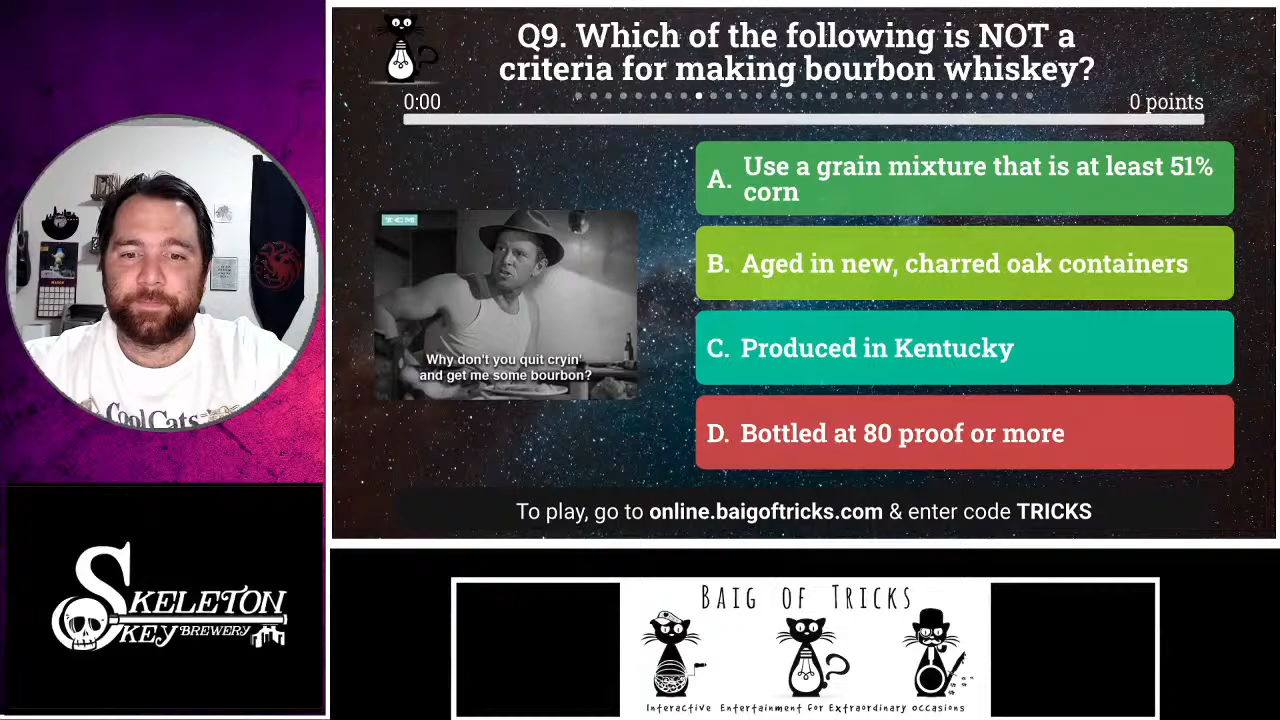 Q9. Which of the following is NOT a
criteria for making bourbon whiskey?
0:00
0 points
A. Use a grain mixture that is at least 51%
corn
B. Aged in new, charred oak containers
C. Produced in Kentucky
D. Bottled at 80 proof or more
TCM
Why don't you quit cryin'
and get me some bourbon?
To play, go to online.baigoftricks.com & enter code TRICKS
Cool Cats
SKELETON
KEY BREWERY
BAIG OF TRICKS
Interactive Entertainment for Extraordinary Occasions